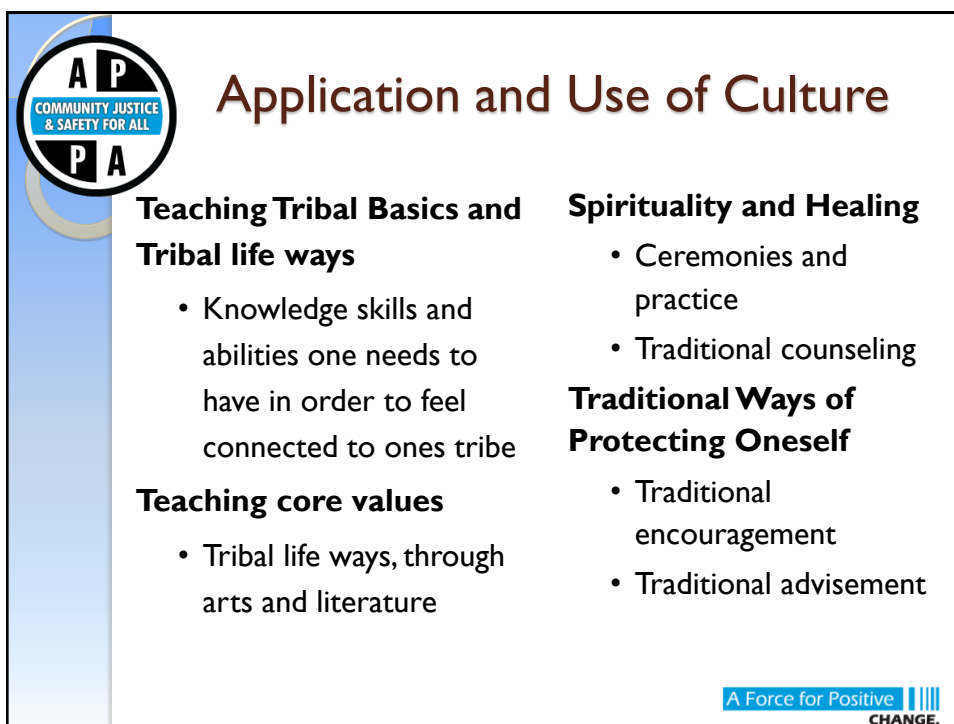 A P
COMMUNITY JUSTICE
& SAFETY FOR ALL
P A
Application and Use of Culture
Teaching Tribal Basics and
Tribal life ways
• Knowledge skills and
abilities one needs to
have in order to feel
connected to ones tribe
Teaching core values
• Tribal life ways, through
arts and literature
Spirituality and Healing
• Ceremonies and
practice
• Traditional counseling
Traditional Ways of
Protecting Oneself
• Traditional
encouragement
• Traditional advisement
A Force for Positive
CHANGE.